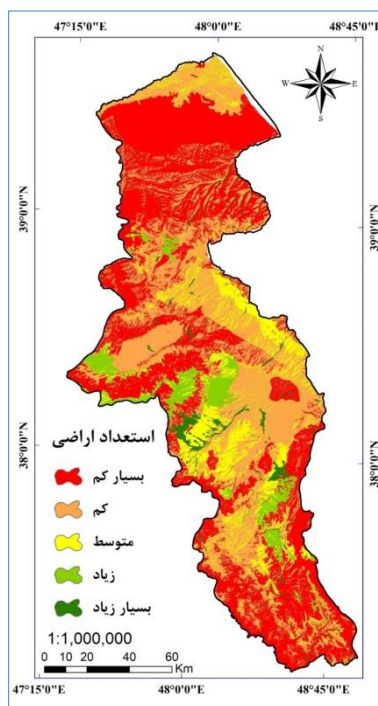 47°15'0"E 48°0'0"E 48°45'0"E
N
W E
S
39°0'0"N 39°0'0"N
38°0'0"N 38°0'0"N
استعداد اراضی
بسیار کم
کم
متوسط
زیاد
بسیار زیاد
1:1,000,000
0 10 20 40 60
Km
47°15'0"E 48°0'0"E 48°45'0"E